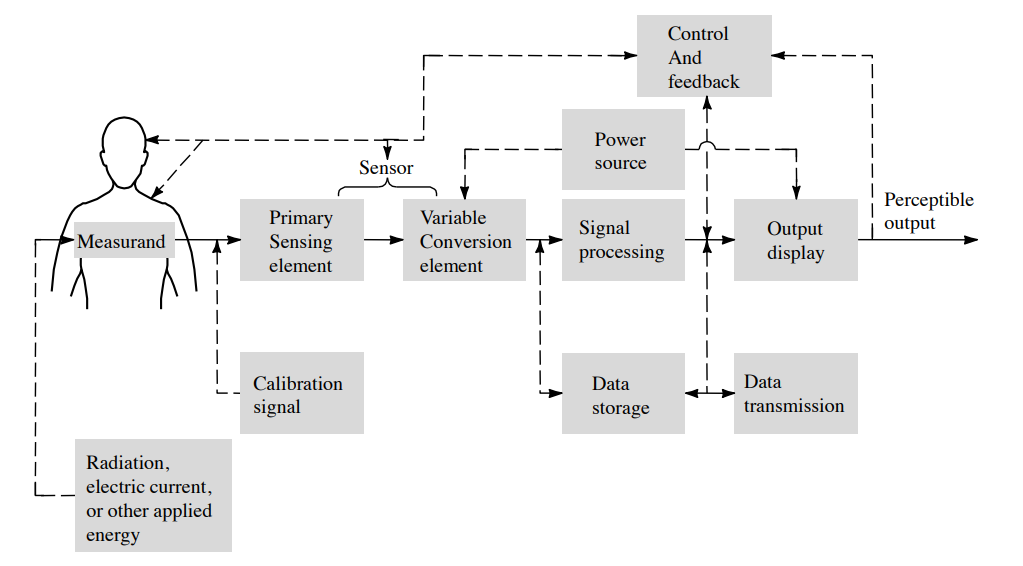 Control
And
feedback
Power
source
Sensor
Perceptible
output
Measurand
Primary
Sensing
element
Variable
Conversion
element
Signal
processing
Output
display
Calibration
signal
Data
storage
Data
transmission
Radiation,
electric current,
or other applied
energy